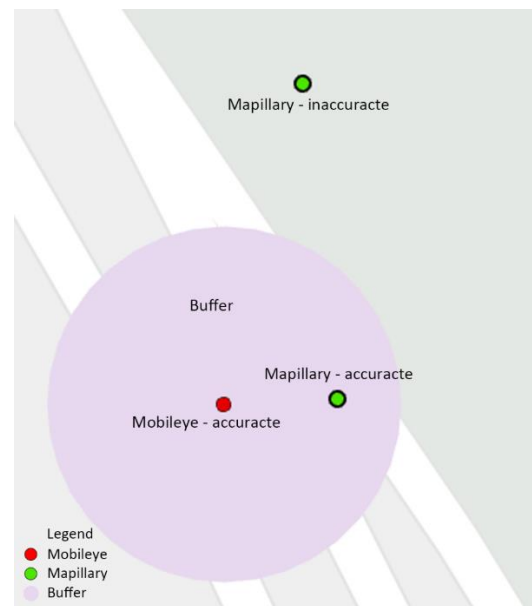 Mapillary - inaccuracte
Buffer
Mapillary - accuracte
Mobileye - accuracte
Legend
Mobileye
Mapillary
Buffer